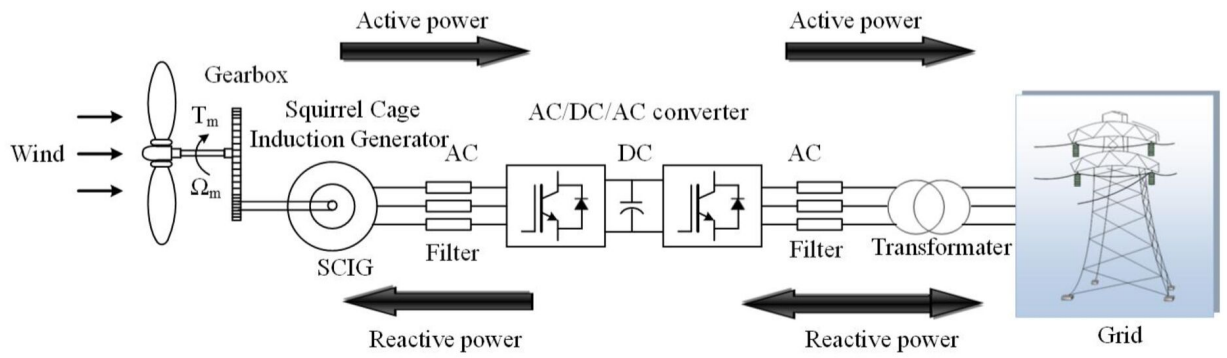 Active power
Active power
Gearbox
Squirrel Cage
Induction Generator
AC/DC/AC converter
Wind
Tm
Ωm
AC
DC
AC
SCIG
Filter
Filter
Transformater
Reactive power
Reactive power
Grid